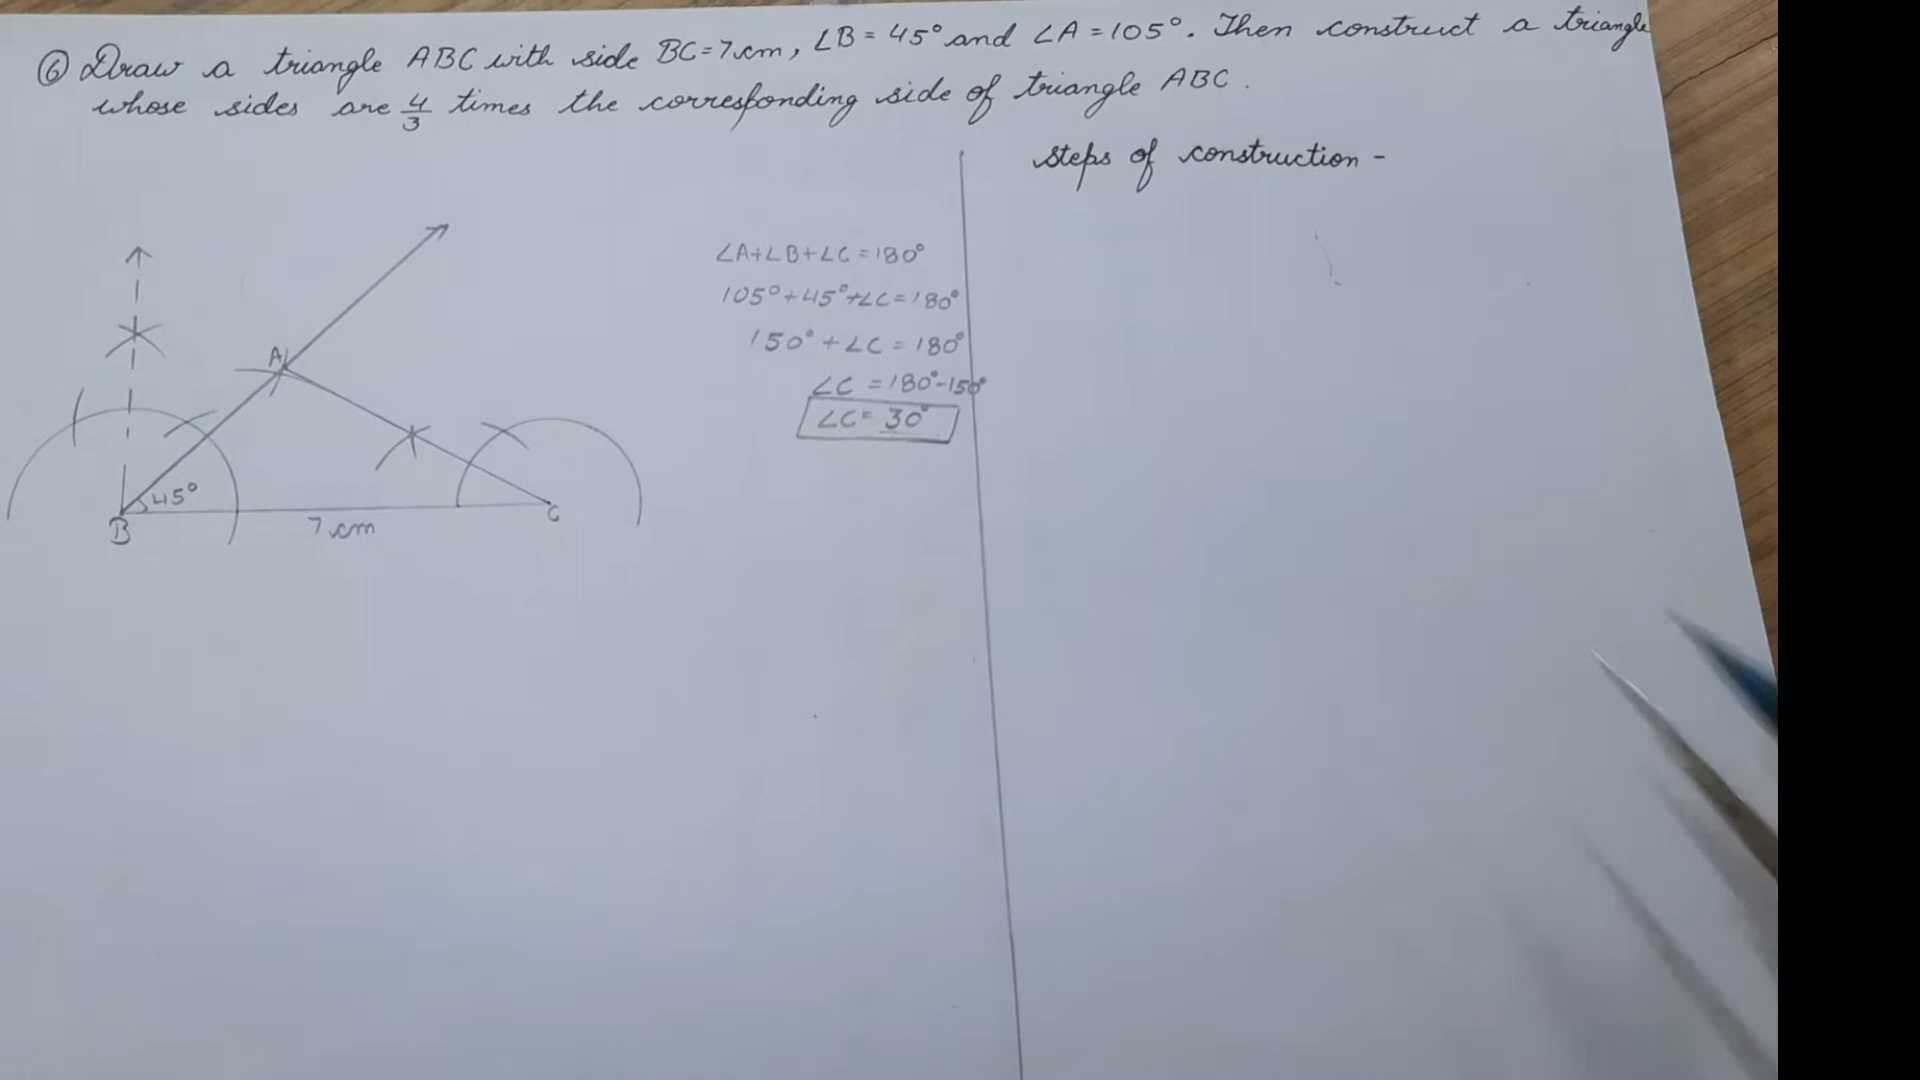 ⑥ Draw a triangle ABC with side BC = 7 cm, ∠B = 45° and ∠A = 105°. Then construct a triangle
whose sides are 4/3 times the corresponding side of triangle ABC.
steps of construction -
∠A+∠B+∠C = 180°
105°+45°+∠C = 180°
150° + ∠C = 180°
∠C = 180°-150°
∠C = 30°
A
45°
B
7 cm
C